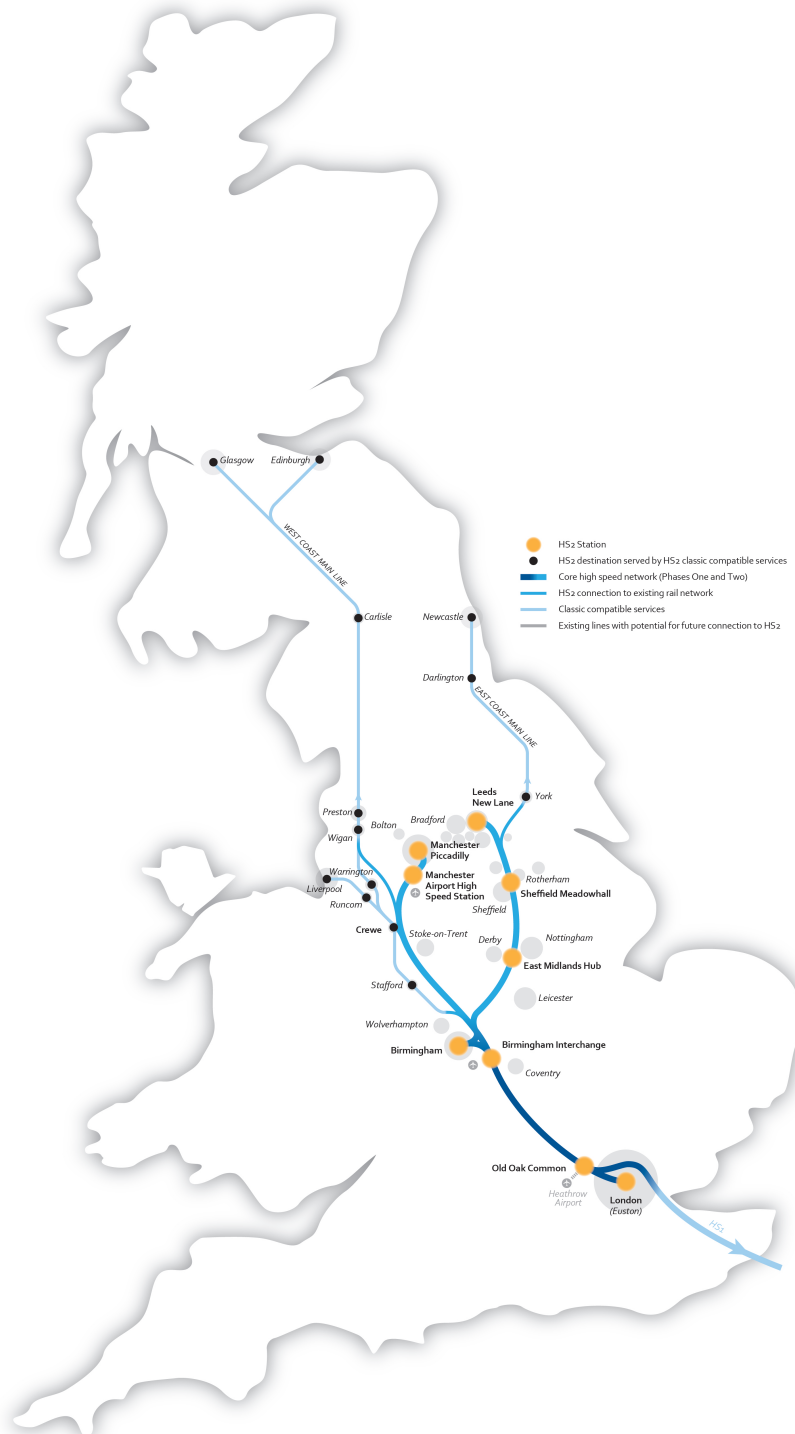 Glasgow
Edinburgh
WEST COAST MAIN LINE
HS2 Station
HS2 destination served by HS2 classic compatible services
Core high speed network (Phases One and Two)
HS2 connection to existing rail network
Classic compatible services
Existing lines with potential for future connection to HS2
Carlisle
Newcastle
Darlington
EAST COAST MAIN LINE
Leeds
New Lane
York
Preston
Bolton
Bradford
Wigan
Manchester
Piccadilly
Warrington
Liverpool
Runcorn
Manchester
Airport High
Speed Station
Rotherham
Sheffield Meadowhall
Sheffield
Crewe
Stoke-on-Trent
Derby
Nottingham
East Midlands Hub
Stafford
Leicester
Wolverhampton
Birmingham
Birmingham Interchange
Coventry
Old Oak Common
Heathrow
Airport
London
(Euston)
HS1